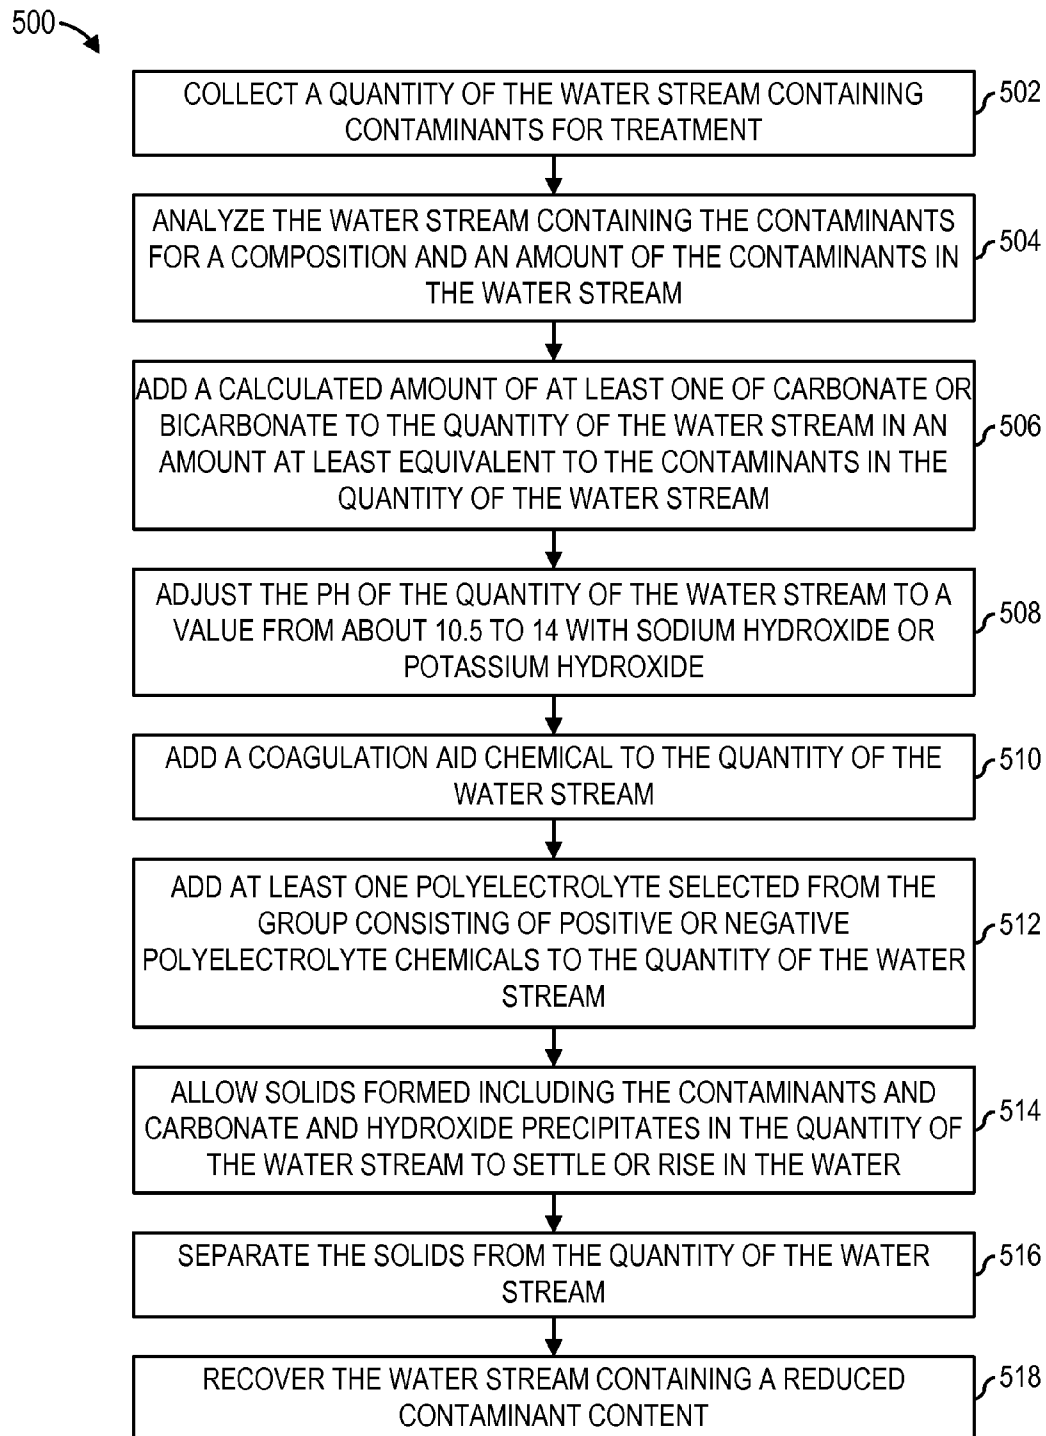 500
COLLECT A QUANTITY OF THE WATER STREAM CONTAINING
CONTAMINANTS FOR TREATMENT
502
ANALYZE THE WATER STREAM CONTAINING THE CONTAMINANTS
FOR A COMPOSITION AND AN AMOUNT OF THE CONTAMINANTS IN
THE WATER STREAM
504
ADD A CALCULATED AMOUNT OF AT LEAST ONE OF CARBONATE OR
BICARBONATE TO THE QUANTITY OF THE WATER STREAM IN AN
AMOUNT AT LEAST EQUIVALENT TO THE CONTAMINANTS IN THE
QUANTITY OF THE WATER STREAM
506
ADJUST THE PH OF THE QUANTITY OF THE WATER STREAM TO A
VALUE FROM ABOUT 10.5 TO 14 WITH SODIUM HYDROXIDE OR
POTASSIUM HYDROXIDE
508
ADD A COAGULATION AID CHEMICAL TO THE QUANTITY OF THE
WATER STREAM
510
ADD AT LEAST ONE POLYELECTROLYTE SELECTED FROM THE
GROUP CONSISTING OF POSITIVE OR NEGATIVE
POLYELECTROLYTE CHEMICALS TO THE QUANTITY OF THE WATER
STREAM
512
ALLOW SOLIDS FORMED INCLUDING THE CONTAMINANTS AND
CARBONATE AND HYDROXIDE PRECIPITATES IN THE QUANTITY OF
THE WATER STREAM TO SETTLE OR RISE IN THE WATER
514
SEPARATE THE SOLIDS FROM THE QUANTITY OF THE WATER
STREAM
516
RECOVER THE WATER STREAM CONTAINING A REDUCED
CONTAMINANT CONTENT
518